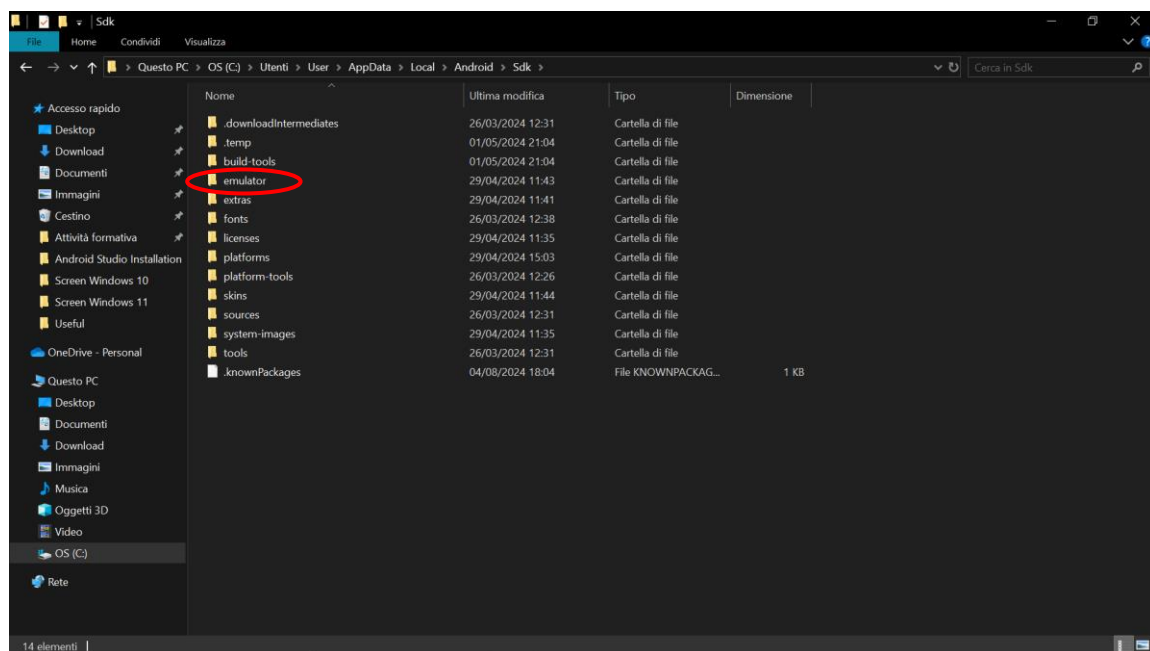 Sdk
File Home Condividi Visualizza
Questo PC > OS (C:) > Utenti > User > AppData > Local > Android > Sdk >
Cerca in Sdk
Nome Ultima modifica Tipo Dimensione
.downloadIntermediates 26/03/2024 12:31 Cartella di file
.temp 01/05/2024 21:04 Cartella di file
build-tools 01/05/2024 21:04 Cartella di file
emulator 29/04/2024 11:43 Cartella di file
extras 29/04/2024 11:41 Cartella di file
fonts 26/03/2024 12:38 Cartella di file
licenses 29/04/2024 11:35 Cartella di file
platforms 29/04/2024 15:03 Cartella di file
platform-tools 26/03/2024 12:26 Cartella di file
skins 29/04/2024 11:44 Cartella di file
sources 26/03/2024 12:31 Cartella di file
system-images 29/04/2024 11:35 Cartella di file
tools 26/03/2024 12:31 Cartella di file
.knownPackages 04/08/2024 18:04 File KNOWNPACKAG... 1 KB
Accesso rapido
Desktop
Download
Documenti
Immagini
Cestino
Attività formativa
Android Studio Installation
Screen Windows 10
Screen Windows 11
Useful
OneDrive - Personal
Questo PC
Desktop
Documenti
Download
Immagini
Musica
Oggetti 3D
Video
OS (C:)
Rete
14 elementi